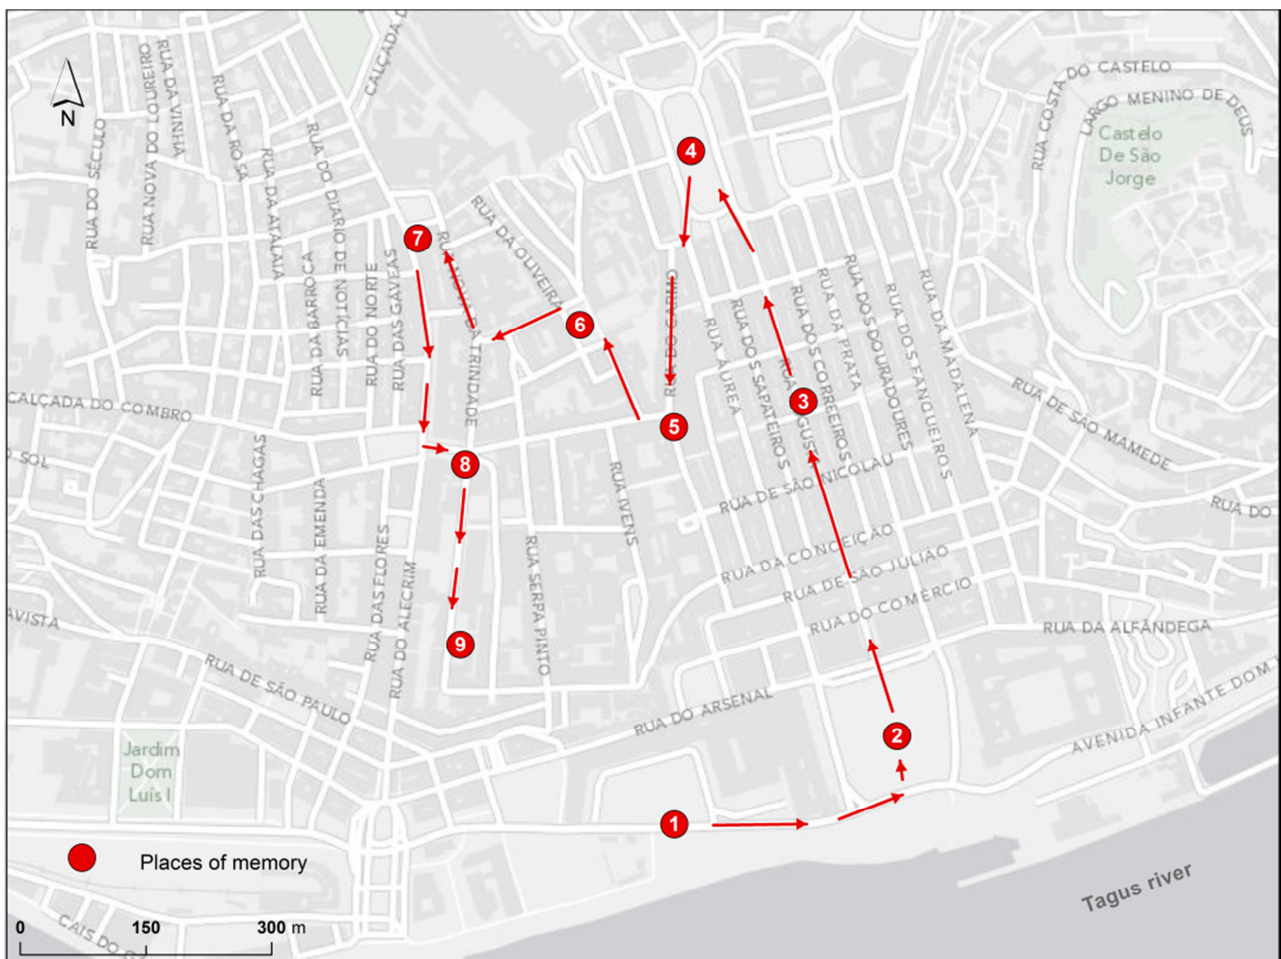 N
CALÇADA D
RUA DO SÉCULO
RUA NOVA DO LOUREIRO
RUA DA VINHA
RUA DA ROSA
RUA DA ATALAIA
RUA DO DIARIO DE NOTÍCIAS
RUA DA BARROCA
RUA DO NORTE
RUA DAS GÁVEAS
RUA NOVA DA TRINDADE
RUA DA OLIVEIRA
RUA DO CARMO
RUA ÁUREA
RUA DOS SAPATEIROS
RUA DOS CORREEIROS
RUA DA PRATA
RUA DOS DOURADOURES
RUA DOS FANQUEIROS
RUA DA MADALENA
RUA COSTA DO CASTELO
LARGO MENINO DE DEUS
Castelo
De São
Jorge
RUA DE SÃO MAMEDE
RUA DO
CALÇADA DO COMBRO
O SOL
RUA DAS CHAGAS
RUA DA EMENDA
RUA DAS FLORES
RUA DO ALECRIM
RUA SERPA PINTO
RUA IVENS
RUA DE SÃO NICOLAU
RUA DA CONCEIÇÃO
RUA DE SÃO JULIÃO
RUA DO COMÉRCIO
RUA DA ALFÂNDEGA
AVENIDA INFANTE DOM
RUA DO ARSENAL
AVISTA
RUA DE SÃO PAULO
Jardim
Dom
Luís I
4
7
6
3
5
8
9
2
1
Places of memory
Tagus river
0 150 300 m